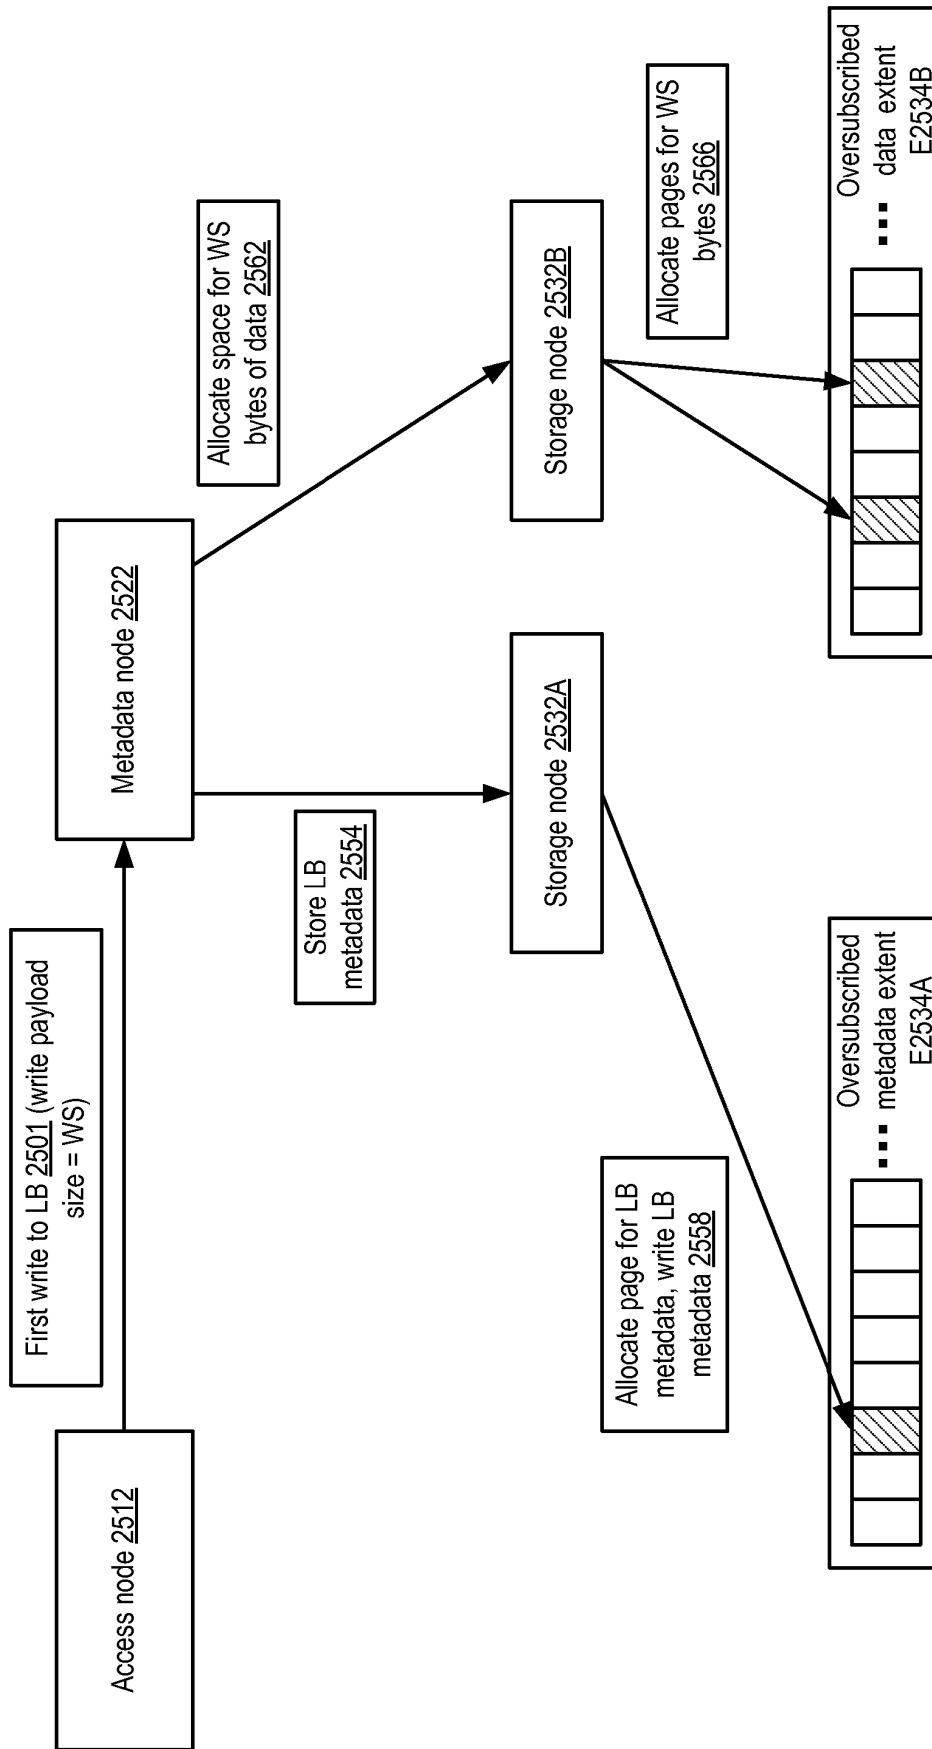 First write to LB 2501 (write payload
size = WS)
Access node 2512
Metadata node 2522
Store LB
metadata 2554
Allocate space for WS
bytes of data 2562
Storage node 2532A
Storage node 2532B
Allocate page for LB
metadata, write LB
metadata 2558
Allocate pages for WS
bytes 2566
Oversubscribed
metadata extent
E2534A
Oversubscribed
data extent
E2534B